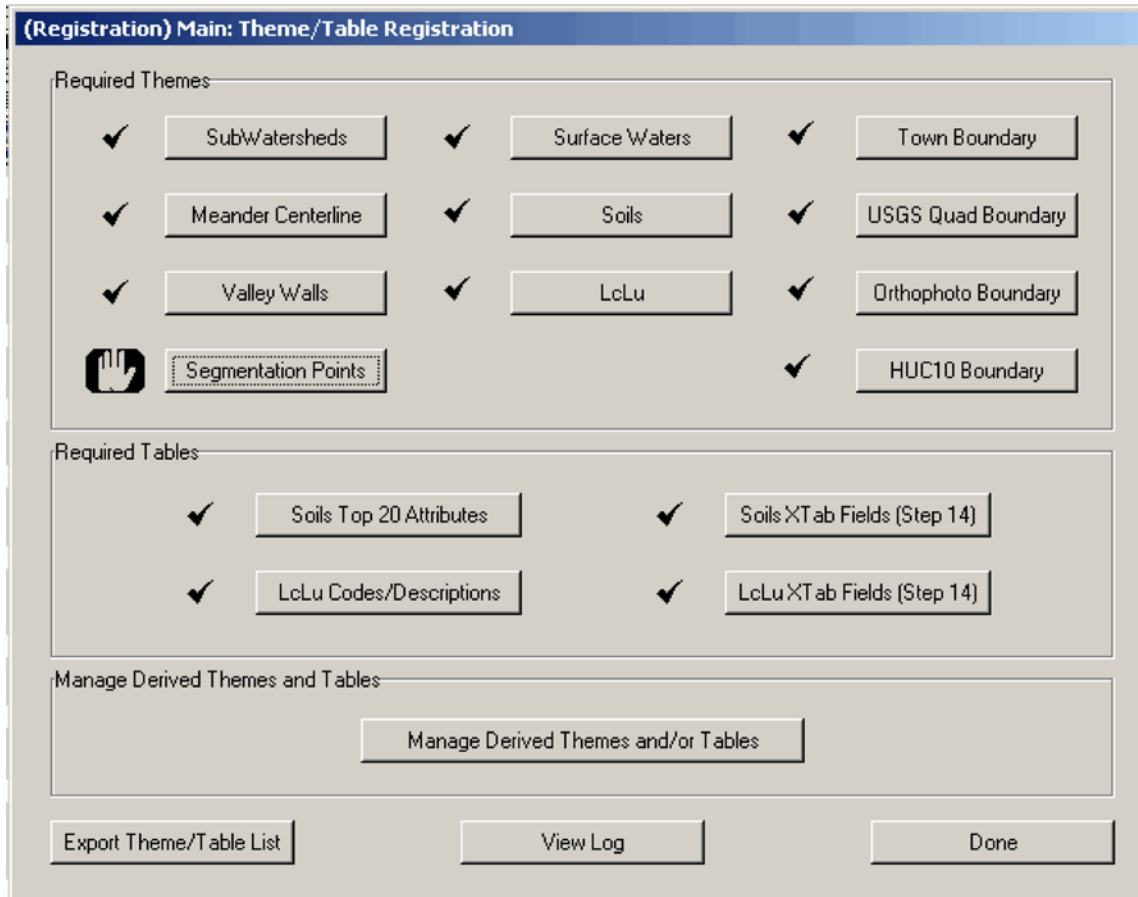 (Registration) Main: Theme/Table Registration
Required Themes
SubWatersheds Surface Waters Town Boundary
Meander Centerline Soils USGS Quad Boundary
Valley Walls LcLu Orthophoto Boundary
Segmentation Points HUC10 Boundary
Required Tables
Soils Top 20 Attributes Soils XTab Fields (Step 14)
LcLu Codes/Descriptions LcLu XTab Fields (Step 14)
Manage Derived Themes and Tables
Manage Derived Themes and/or Tables
Export Theme/Table List View Log Done